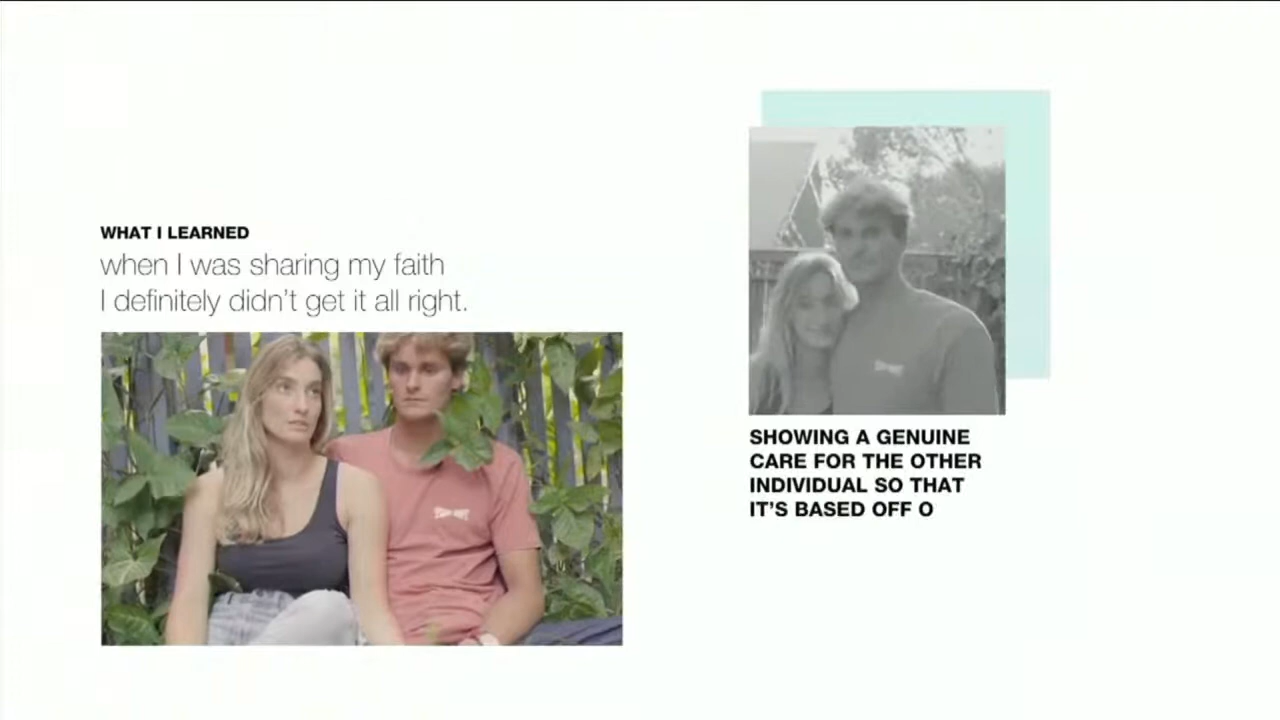 WHAT I LEARNED
when I was sharing my faith
I definitely didn't get it all right.
SHOWING A GENUINE
CARE FOR THE OTHER
INDIVIDUAL SO THAT
IT'S BASED OFF O